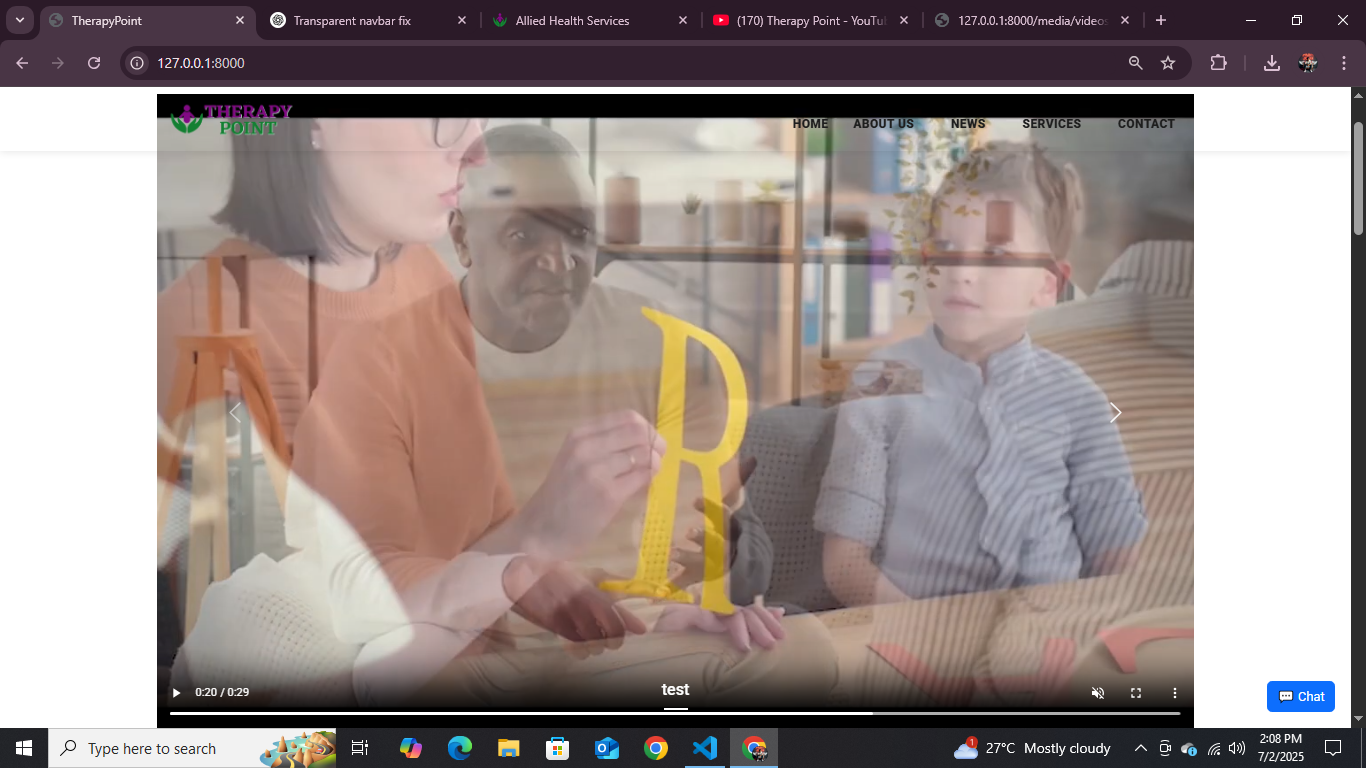 TherapyPoint
Transparent navbar fix
Allied Health Services
(170) Therapy Point - YouTu
127.0.0.1:8000/media/videos
127.0.0.1:8000
THERAPY
POINT
HOME
ABOUT US
NEWS
SERVICES
CONTACT
R
0:20 / 0:29
test
Chat
Type here to search
1
27°C Mostly cloudy
2:08 PM
7/2/2025